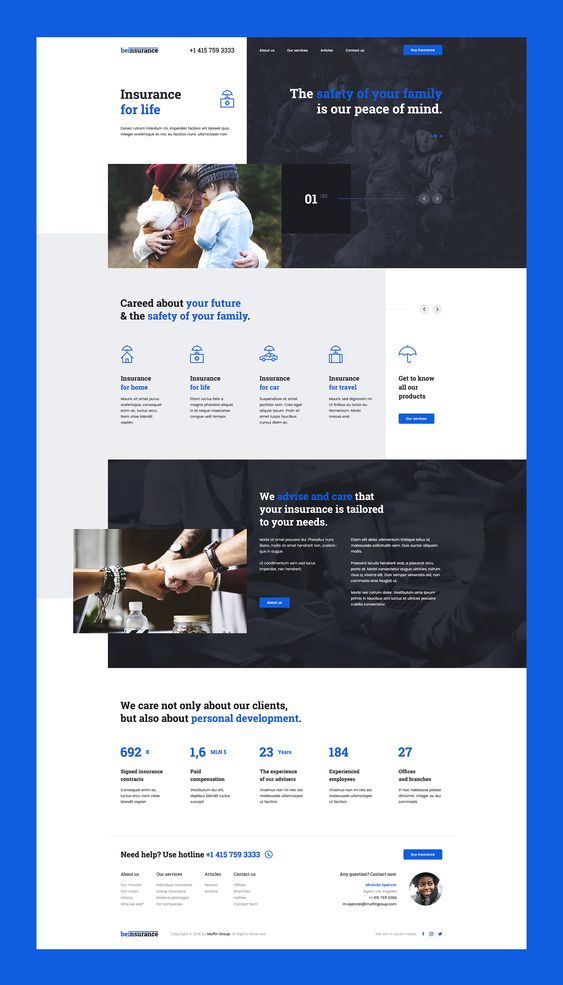 beinsurance
+1 415 759 3333
About us
Our services
Articles
Contact us
Buy insurance
Insurance
for life
Donec rutrum interdum mi, imperdiet facilisis elit laoreet quis.
Integer scelerisque ex nisl, eu facilisis nunc ullamcorper non.
The safety of your family
is our peace of mind.
01
Careed about your future
& the safety of your family.
Insurance
for home
Mauris sit amet purus
scelerisque, consequat
enim ac, luctus arcu.
Nam vitae blandit
sapien.
Insurance
for life
Etiam luctus felis a
magna pharetra aliquet
in et neque maecenas
congue velit tempor.
Insurance
for car
Suspendisse sit amet
porttitor sem. Cras eget
aliquet ipsum. Proin sit
amet turpis faucibus,
cursus diam ac.
Insurance
for travel
Mauris sed dignissim mi.
Ut finibus eu tortor eu
fermentum. Morbi
massa erat.
Get to know
all our
products
Our services
We advise and care that
your insurance is tailored
to your needs.
Morbi sit amet posuere dui. Phasellus nunc
libero, mollis sit amet hendrerit non, sceleris-
que in augue.
Ut condimentum sem sed lacus
imperdiet, nec hendrerit.
About us
Etiam elit dolor, elementum tristique tellus id,
malesuada sollicitudin sem. Duis auctor aliquam
mollis.
Praesent iaculis hendrerit erat, a placerat arcu
porta at. Morbi consectetur augue ultricies, rutrum
risus a, viverra elit. Duis semper venenatis est, non
commodo eros feugiat ut.
Morbi nec rutrum dolor. Vestibulum ante ipsum
primis in faucibus orci luctus et ultrices posuere
cubilia consectetur.
We care not only about our clients,
but also about personal development.
692 K
Signed insurance
contracts
Consequat enim ac,
luctus arcu nam vitae
blandit sapien
1,6 MLN $
Paid
compensation
Vestibulum dui elit,
dapibus blandit luctus
suscipit
23 Years
The experience
of our advisers
Vivamus non mi nec est
malesuada ullamcorper
ut facilisis
184
Experienced
employees
Vivamus non mi nec est
malesuada ullamcorper
ut facilisis
27
Offices
and branches
In hac habitasse platea
dictumst. Integer ac dui
commodo
Need help? Use hotline +1 415 759 3333
Buy insurance
About us
Our mission
Our vision
History
Who we are?
Our services
Individual insurance
Group insurance
Medical packages
For companies
Articles
Newest
Archive
Contact us
Offices
Branches
Hotline
Contact form
Any question? Contact now
Miranda Spencer
Agent Los Angeles
+1 415 759 3356
m.spencer@muffingroup.com
beinsurance
Copyright © 2018 by Muffin Group. All Rights Reserved.
We are in social media: